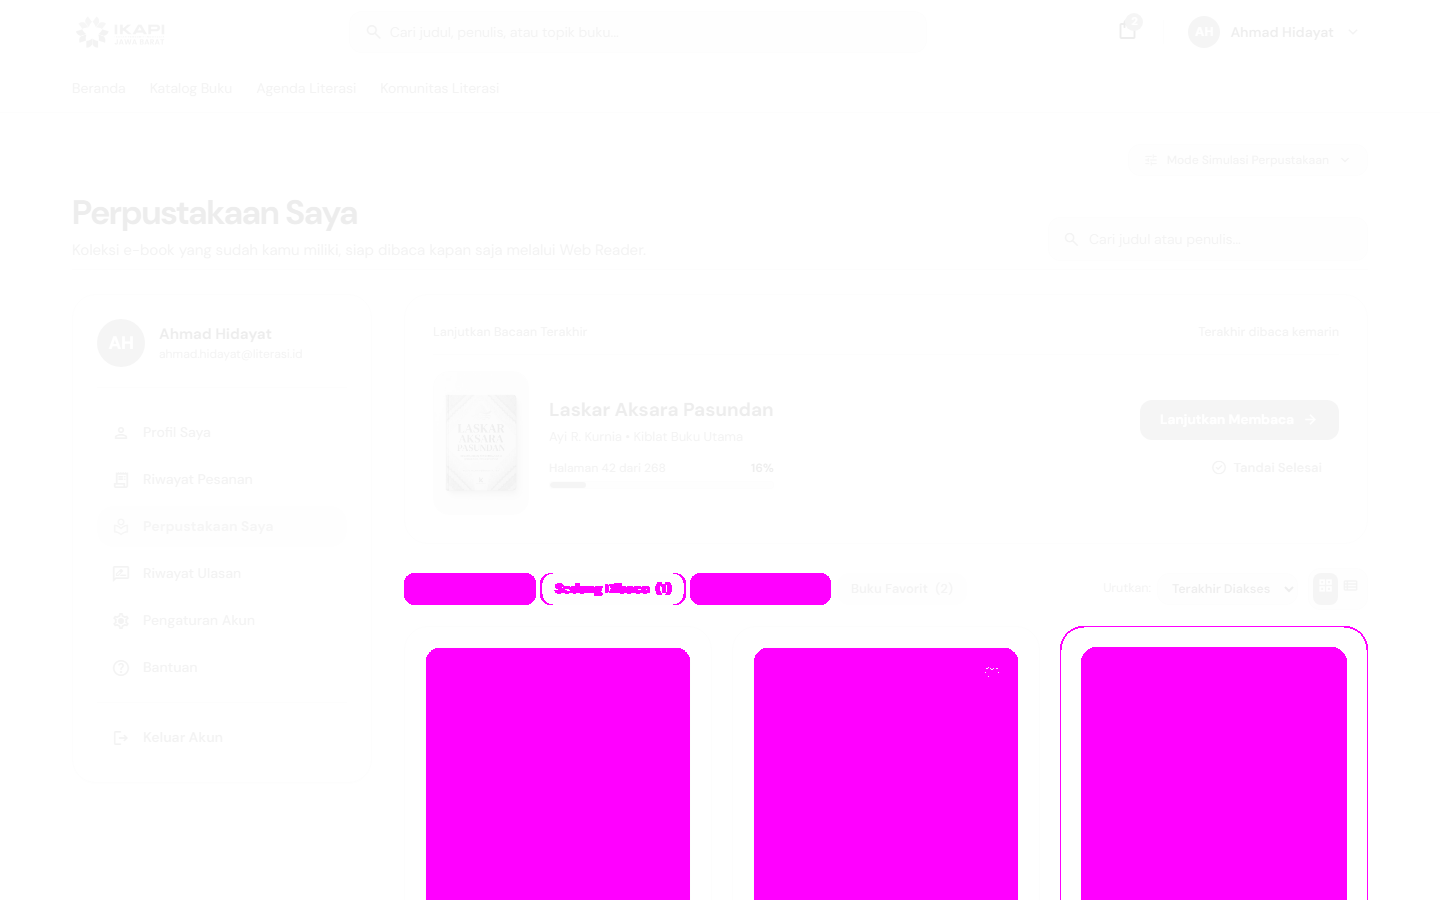 IKAPI
JAWA BARAT
Cari judul, penulis, atau topik buku...
2
AH
Ahmad Hidayat
Beranda
Katalog Buku
Agenda Literasi
Komunitas Literasi
Mode Simulasi Perpustakaan
Perpustakaan Saya
Koleksi e-book yang sudah kamu miliki, siap dibaca kapan saja melalui Web Reader.
Cari judul atau penulis...
AH
Ahmad Hidayat
ahmad.hidayat@literasi.id
Profil Saya
Riwayat Pesanan
Perpustakaan Saya
Riwayat Ulasan
Pengaturan Akun
Bantuan
Keluar Akun
Lanjutkan Bacaan Terakhir
Terakhir dibaca kemarin
LASKAR
AKSARA
PASUNDAN
Laskar Aksara Pasundan
Ayi R. Kurnia • Kiblat Buku Utama
Halaman 42 dari 268
16%
Lanjutkan Membaca
Tandai Selesai
Sedang Dibaca (1)
Buku Favorit (2)
Urutkan:
Terakhir Diakses